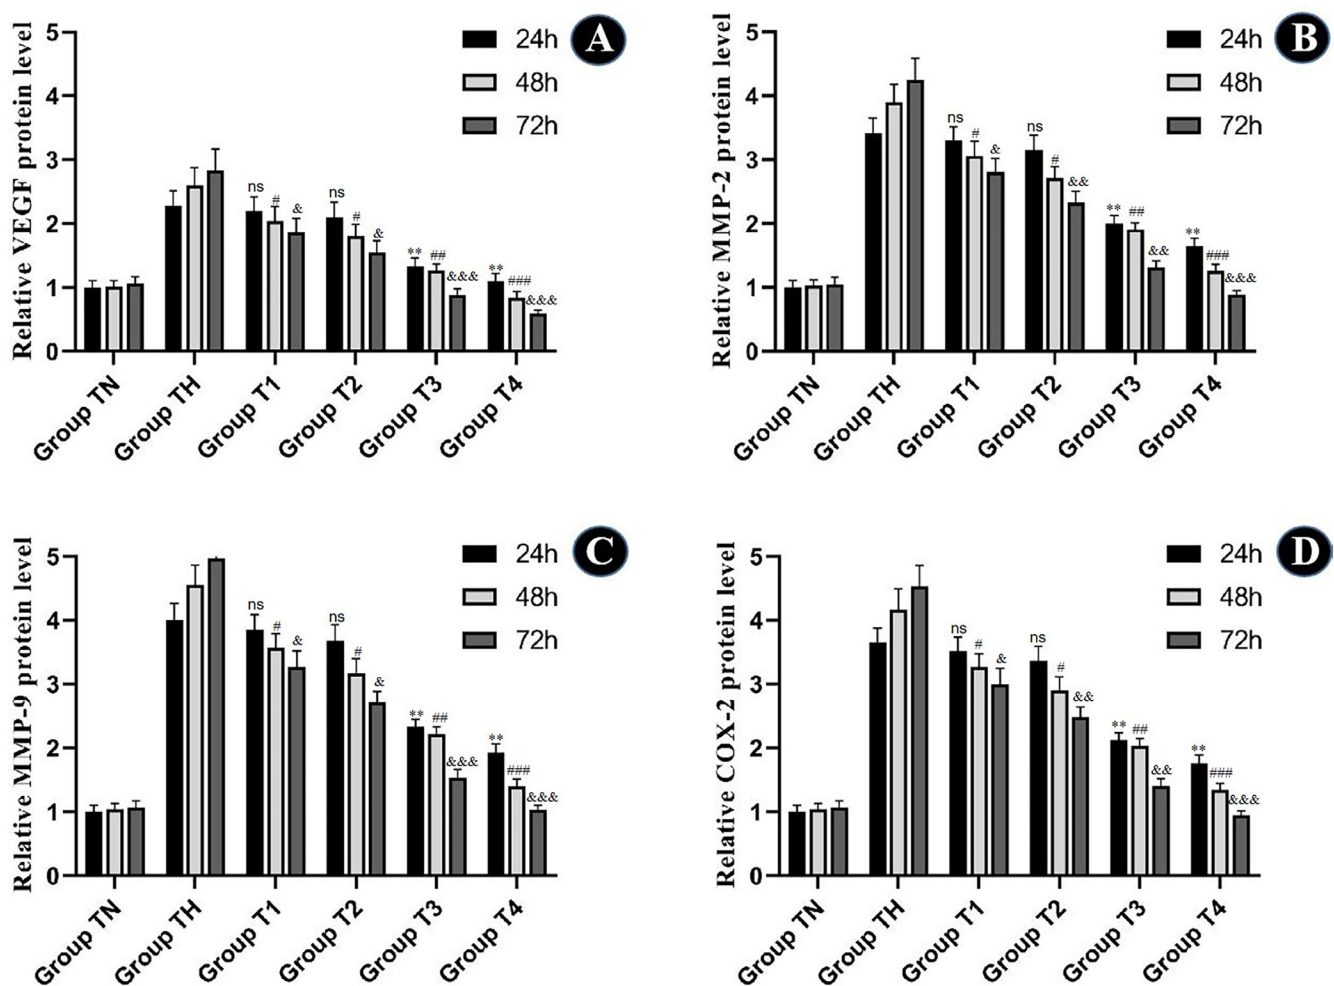 A
Relative VEGF protein level
5
4
3
2
1
0
24h
48h
72h
ns
#
&
ns
#
&
**
##
&&&
**
###
&&&
Group TN
Group TH
Group T1
Group T2
Group T3
Group T4
B
Relative MMP-2 protein level
5
4
3
2
1
0
24h
48h
72h
ns
#
&
ns
#
&&
**
##
&&
**
###
&&&
Group TN
Group TH
Group T1
Group T2
Group T3
Group T4
C
Relative MMP-9 protein level
5
4
3
2
1
0
24h
48h
72h
ns
#
&
ns
#
&
**
##
&&&
**
###
&&&
Group TN
Group TH
Group T1
Group T2
Group T3
Group T4
D
Relative COX-2 protein level
5
4
3
2
1
0
24h
48h
72h
ns
#
&
ns
#
&&
**
##
&&
**
###
&&&
Group TN
Group TH
Group T1
Group T2
Group T3
Group T4